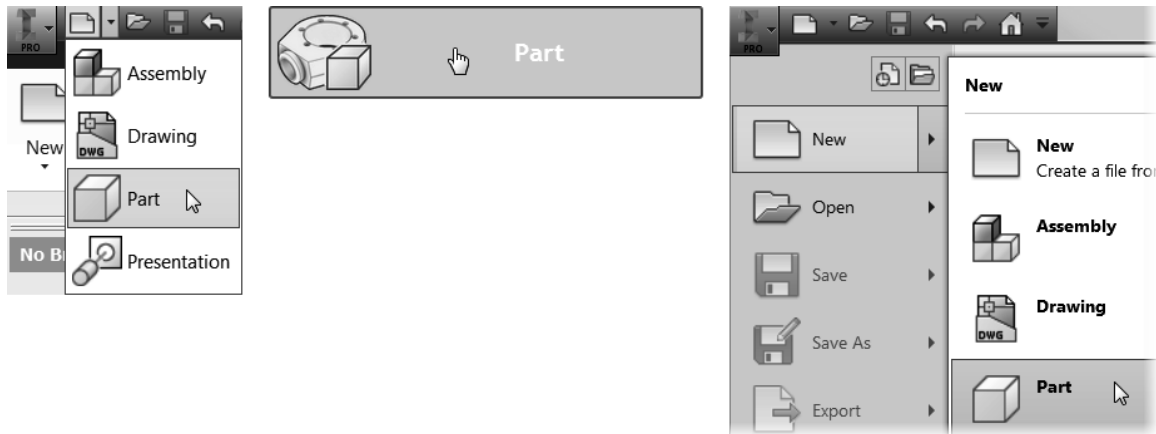 PRO
Assembly
Drawing
DWG
New
Part
No B
Presentation
Part
PRO
New
New
New
Create a file fro
Open
Assembly
Save
Drawing
DWG
Save As
Part
Export